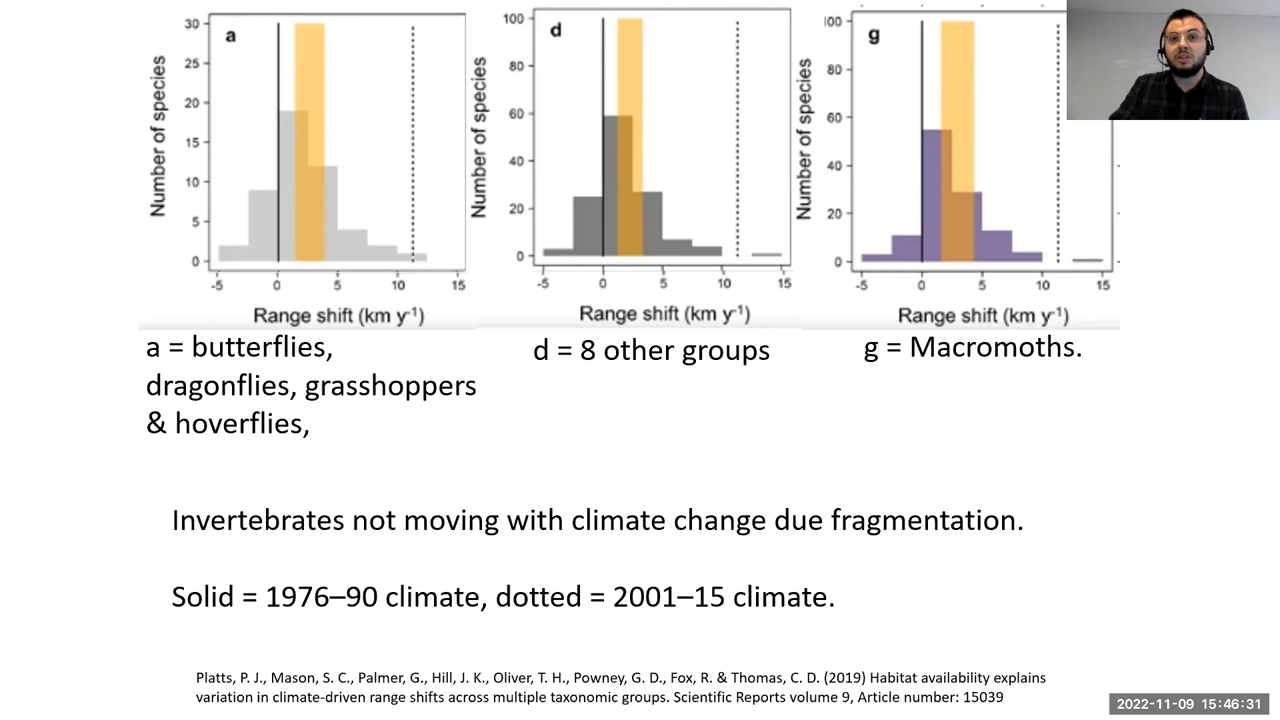 a
Number of species
30
25
20
15
10
5
0
-5 0 5 10 15
Range shift (km y⁻¹)
d
Number of species
100
80
60
40
20
0
-5 0 5 10 15
Range shift (km y⁻¹)
g
Number of species
100
80
60
40
20
0
-5 0 5 10 15
Range shift (km y⁻¹)
a = butterflies,
dragonflies, grasshoppers
& hoverflies,
d = 8 other groups
g = Macromoths.
Invertebrates not moving with climate change due fragmentation.
Solid = 1976–90 climate, dotted = 2001–15 climate.
Platts, P. J., Mason, S. C., Palmer, G., Hill, J. K., Oliver, T. H., Powney, G. D., Fox, R. & Thomas, C. D. (2019) Habitat availability explains
variation in climate-driven range shifts across multiple taxonomic groups. Scientific Reports volume 9, Article number: 15039
2022-11-09 15:46:31